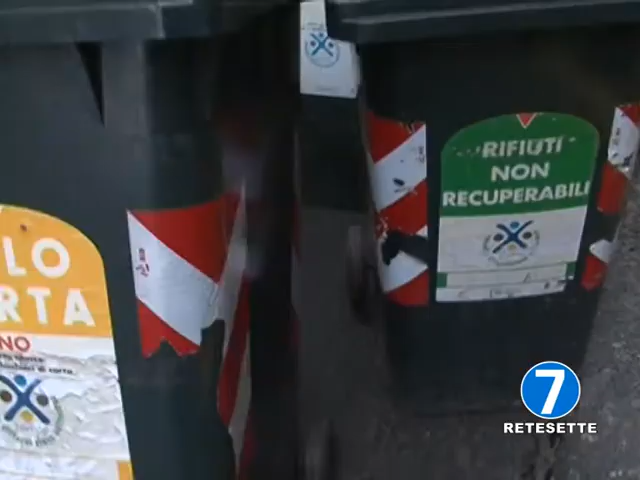 LO
RTA
NO
RIFIUTI
NON
RECUPERABILI
7
RETESETTE